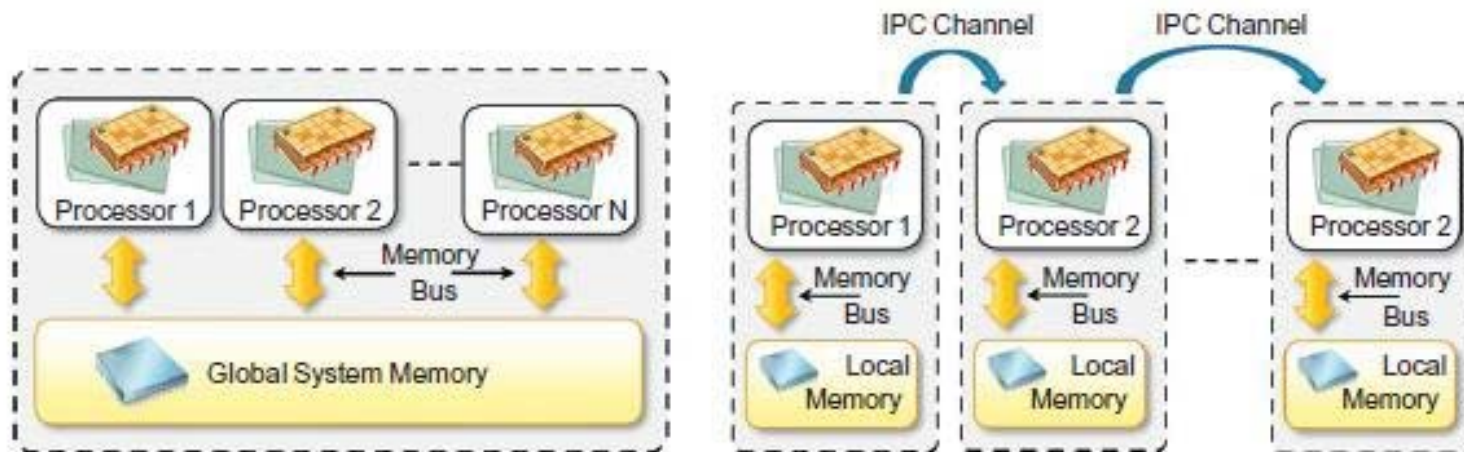 IPC Channel
IPC Channel
Processor 1
Processor 2
Processor N
Memory
Bus
Global System Memory
Processor 1
Memory
Bus
Local
Memory
Processor 2
Memory
Bus
Local
Memory
Processor 2
Memory
Bus
Local
Memory